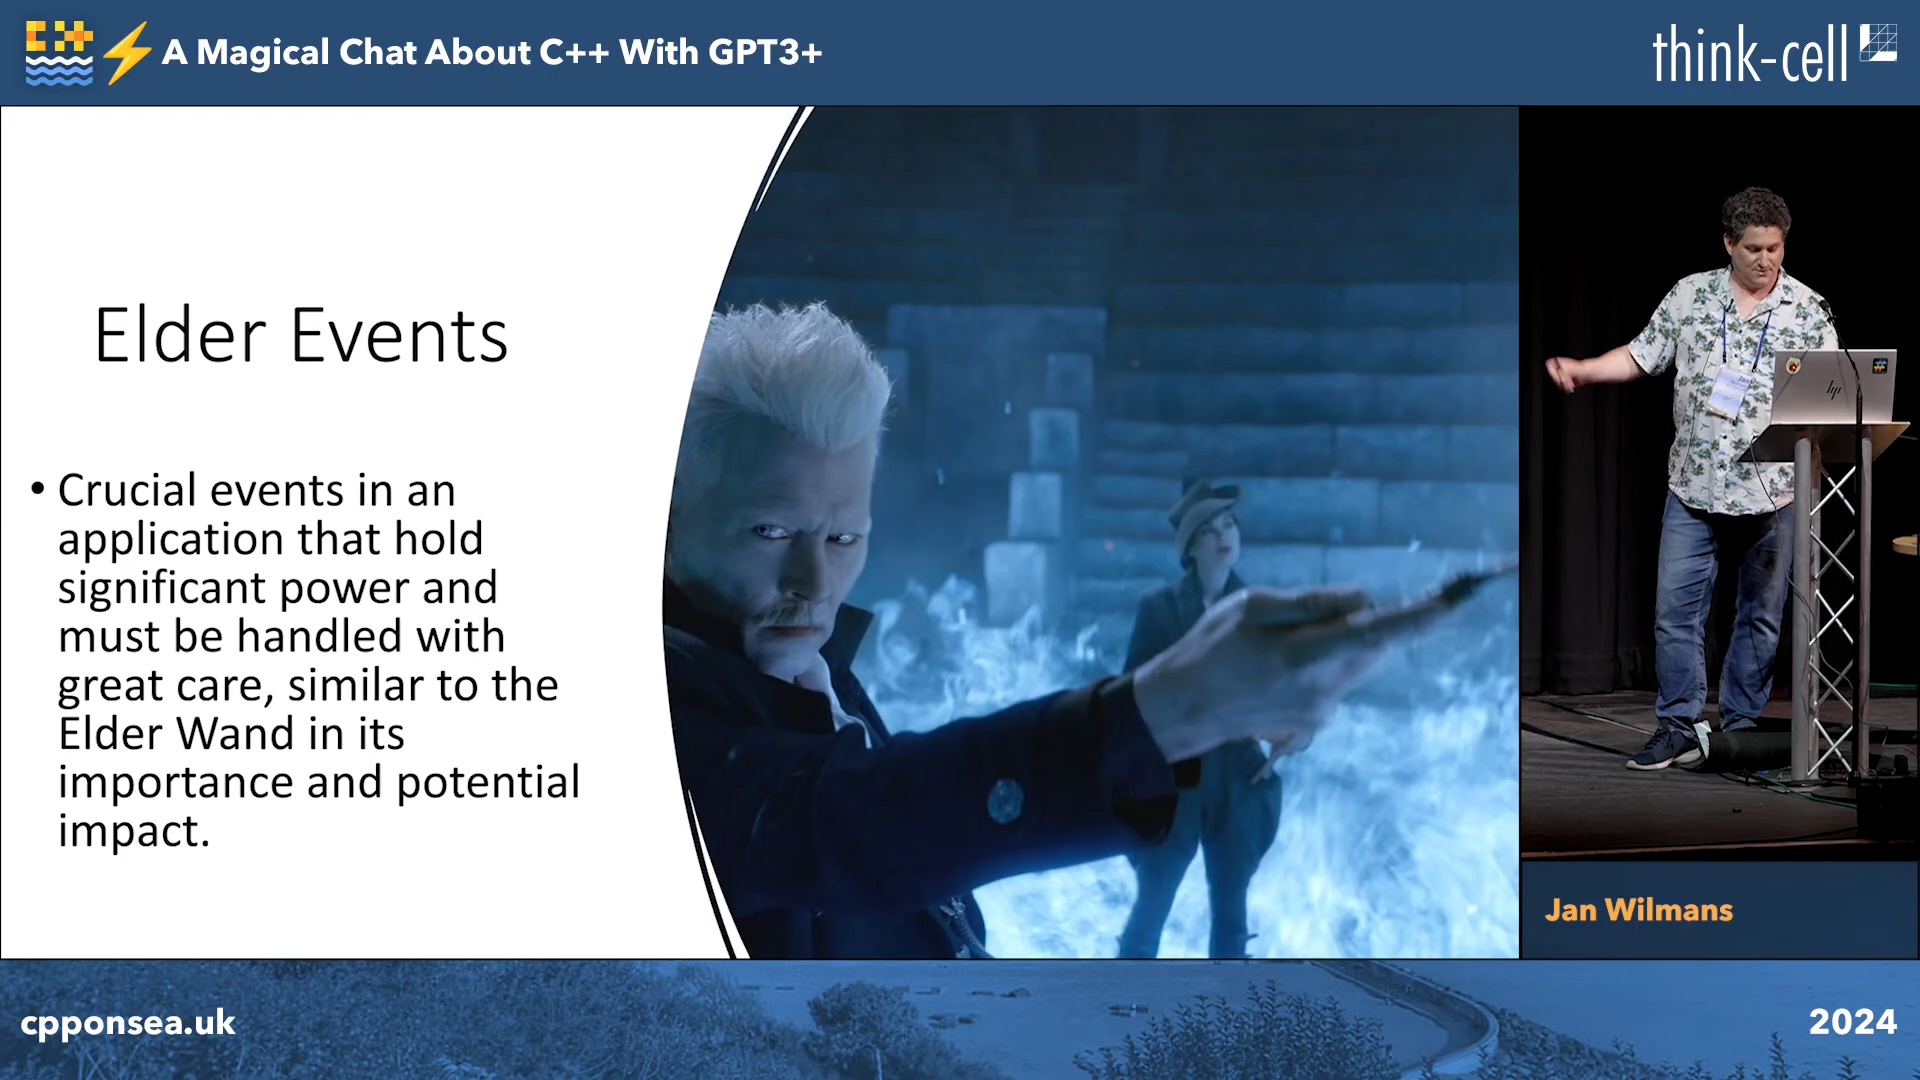 A Magical Chat About C++ With GPT3+
think-cell
Elder Events
• Crucial events in an
application that hold
significant power and
must be handled with
great care, similar to the
Elder Wand in its
importance and potential
impact.
hp
Jan Wilmans
cpponsea.uk
2024